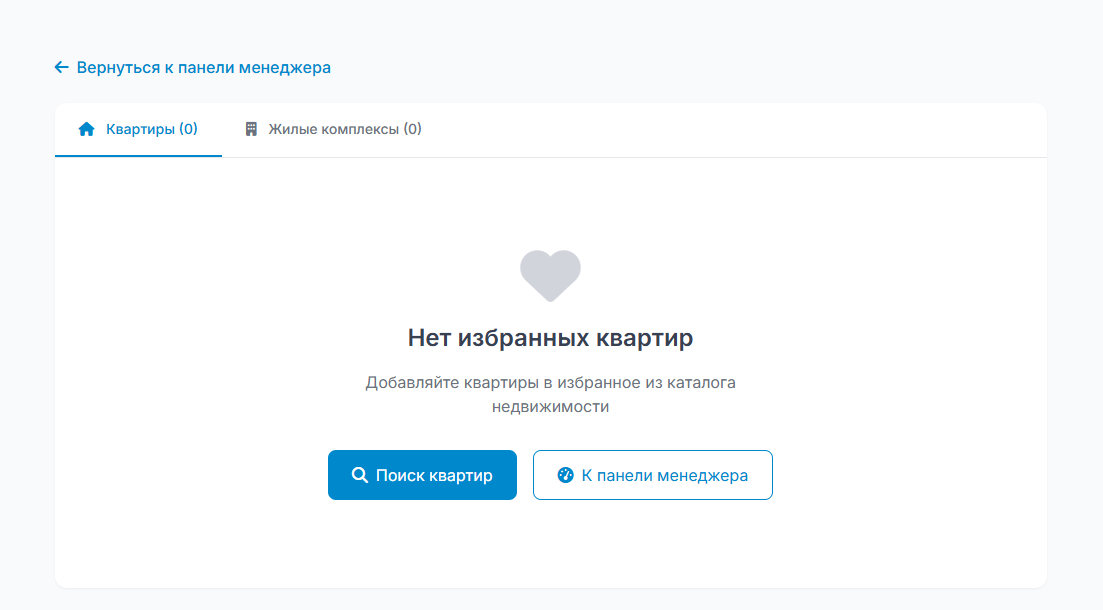 Вернуться к панели менеджера
Квартиры (0)
Жилые комплексы (0)
Нет избранных квартир
Добавляйте квартиры в избранное из каталога
недвижимости
Поиск квартир
К панели менеджера